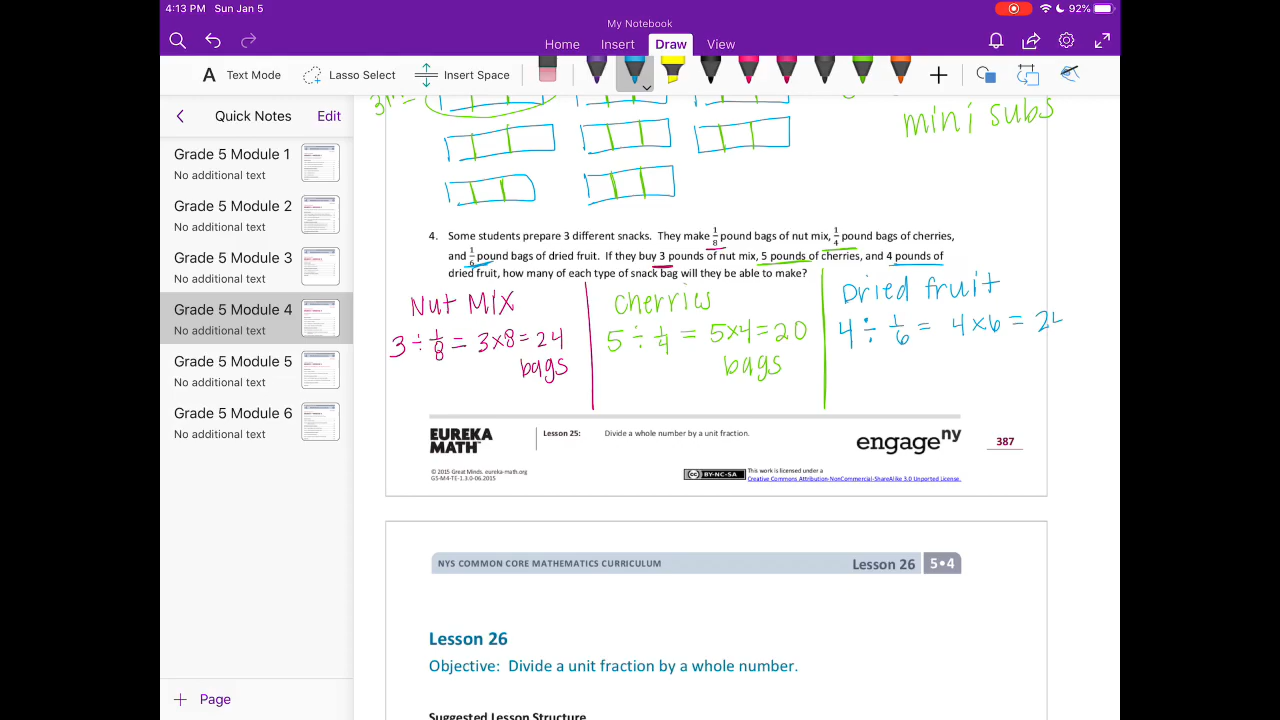 4:13 PM Sun Jan 5
92%
My Notebook
Home Insert Draw View
Text Mode Lasso Select Insert Space
Quick Notes Edit
Grade 5 Module 1
No additional text
Grade 5 Module 2
No additional text
Grade 5 Module 3
No additional text
Grade 5 Module 4
No additional text
Grade 5 Module 5
No additional text
Grade 5 Module 6
No additional text
Page
mini subs
4. Some students prepare 3 different snacks. They make 1/8 pound bags of nut mix, 1/4 pound bags of cherries,
and 1/6 pound bags of dried fruit. If they buy 3 pounds of nut mix, 5 pounds of cherries, and 4 pounds of
dried fruit, how many of each type of snack bag will they be able to make?
Nut Mix
3 ÷ 1/8 = 3x8 = 24
bags
Cherries
5 ÷ 1/4 = 5x4 = 20
bags
Dried fruit
4 ÷ 1/6 = 4x6 = 24
EUREKA
MATH™
Lesson 25: Divide a whole number by a unit fraction.
engageny
387
© 2015 Great Minds. eureka-math.org
G5-M4-TE-1.3.0-06.2015
cc BY-NC-SA
This work is licensed under a
Creative Commons Attribution-NonCommercial-ShareAlike 3.0 Unported License.
NYS COMMON CORE MATHEMATICS CURRICULUM
Lesson 26 5•4
Lesson 26
Objective: Divide a unit fraction by a whole number.
Suggested Lesson Structure